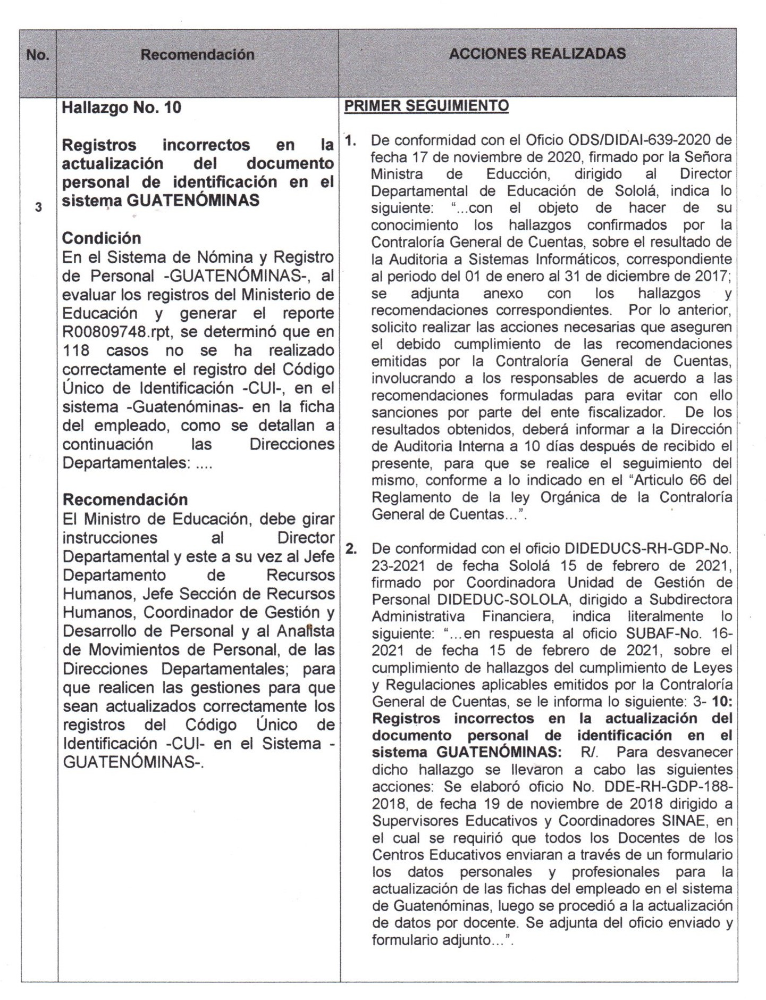 No.
Recomendación
ACCIONES REALIZADAS
3
Hallazgo No. 10
Registros incorrectos en la
actualización del documento
personal de identificación en el
sistema GUATENÓMINAS
Condición
En el Sistema de Nómina y Registro
de Personal -GUATENÓMINAS-, al
evaluar los registros del Ministerio de
Educación y generar el reporte
R00809748.rpt, se determinó que en
118 casos no se ha realizado
correctamente el registro del Código
Único de Identificación -CUI-, en el
sistema -Guatenóminas- en la ficha
del empleado, como se detallan a
continuación las Direcciones
Departamentales: ....
Recomendación
El Ministro de Educación, debe girar
instrucciones al Director
Departamental y este a su vez al Jefe
Departamento de Recursos
Humanos, Jefe Sección de Recursos
Humanos, Coordinador de Gestión y
Desarrollo de Personal y al Analista
de Movimientos de Personal, de las
Direcciones Departamentales; para
que realicen las gestiones para que
sean actualizados correctamente los
registros del Código Único de
Identificación -CUI- en el Sistema -
GUATENÓMINAS-.
PRIMER SEGUIMIENTO
1. De conformidad con el Oficio ODS/DIDAI-639-2020 de
fecha 17 de noviembre de 2020, firmado por la Señora
Ministra de Educción, dirigido al Director
Departamental de Educación de Sololá, indica lo
siguiente: “...con el objeto de hacer de su
conocimiento los hallazgos confirmados por la
Contraloría General de Cuentas, sobre el resultado de
la Auditoria a Sistemas Informáticos, correspondiente
al periodo del 01 de enero al 31 de diciembre de 2017;
se adjunta anexo con los hallazgos y
recomendaciones correspondientes. Por lo anterior,
solicito realizar las acciones necesarias que aseguren
el debido cumplimiento de las recomendaciones
emitidas por la Contraloría General de Cuentas,
involucrando a los responsables de acuerdo a las
recomendaciones formuladas para evitar con ello
sanciones por parte del ente fiscalizador. De los
resultados obtenidos, deberá informar a la Dirección
de Auditoria Interna a 10 días después de recibido el
presente, para que se realice el seguimiento del
mismo, conforme a lo indicado en el “Articulo 66 del
Reglamento de la ley Orgánica de la Contraloría
General de Cuentas...”.
2. De conformidad con el oficio DIDEDUCS-RH-GDP-No.
23-2021 de fecha Sololá 15 de febrero de 2021,
firmado por Coordinadora Unidad de Gestión de
Personal DIDEDUC-SOLOLA, dirigido a Subdirectora
Administrativa Financiera, indica literalmente lo
siguiente: “...en respuesta al oficio SUBAF-No. 16-
2021 de fecha 15 de febrero de 2021, sobre el
cumplimiento de hallazgos del cumplimiento de Leyes
y Regulaciones aplicables emitidos por la Contraloría
General de Cuentas, se le informa lo siguiente: 3- 10:
Registros incorrectos en la actualización del
documento personal de identificación en el
sistema GUATENÓMINAS: R/. Para desvanecer
dicho hallazgo se llevaron a cabo las siguientes
acciones: Se elaboró oficio No. DDE-RH-GDP-188-
2018, de fecha 19 de noviembre de 2018 dirigido a
Supervisores Educativos y Coordinadores SINAE, en
el cual se requirió que todos los Docentes de los
Centros Educativos enviaran a través de un formulario
los datos personales y profesionales para la
actualización de las fichas del empleado en el sistema
de Guatenóminas, luego se procedió a la actualización
de datos por docente. Se adjunta del oficio enviado y
formulario adjunto...”.